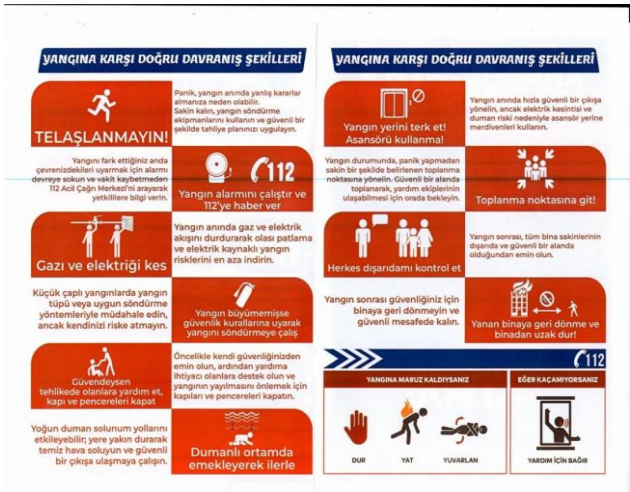 YANGINA KARŞI DOĞRU DAVRANIŞ ŞEKİLLERİ
TELAŞLANMAYIN!
Panik, yangın anında yanlış kararlar
almanıza neden olabilir.
Sakin kalın, yangın söndürme
ekipmanlarını kullanın ve güvenli bir
şekilde tahliye planınızı uygulayın.
Yangını fark ettiğiniz anda
çevrenizdekileri uyarmak için alarmı
devreye sokun ve vakit kaybetmeden
112 Acil Çağrı Merkezi'ni arayarak
yetkililere bilgi verin.
112
Yangın alarmını çalıştır ve
112'ye haber ver
Gazı ve elektriği kes
Yangın anında gaz ve elektrik
akışını durdurarak olası patlama
ve elektrik kaynaklı yangın
risklerini en aza indirin.
Küçük çaplı yangınlarda yangın
tüpü veya uygun söndürme
yöntemleriyle müdahale edin,
ancak kendinizi riske atmayın.
Yangın büyümemişse
güvenlik kurallarına uyarak
yangını söndürmeye çalış
Güvendeysen
tehlikede olanlara yardım et,
kapı ve pencereleri kapat
Öncelikle kendi güvenliğinizden
emin olun, ardından yardıma
ihtiyacı olanlara destek olun ve
yangının yayılmasını önlemek için
kapıları ve pencereleri kapatın.
Yoğun duman solunum yollarını
etkileyebilir; yere yakın durarak
temiz hava soluyun ve güvenli
bir çıkışa ulaşmaya çalışın.
Dumanlı ortamda
emekleyerek ilerle
YANGINA KARŞI DOĞRU DAVRANIŞ ŞEKİLLERİ
Yangın yerini terk et!
Asansörü kullanma!
Yangın anında hızla güvenli bir çıkışa
yönelin, ancak elektrik kesintisi ve
duman riski nedeniyle asansör yerine
merdivenleri kullanın.
Yangın durumunda, panik yapmadan
sakin bir şekilde belirlenen toplanma
noktasına yönelin. Güvenli bir alanda
toplanarak, yardım ekiplerinin
ulaşabilmesi için orada bekleyin.
Toplanma noktasına git!
Herkes dışarıdamı kontrol et
Yangın sonrası, tüm bina sakinlerinin
dışarıda ve güvenli bir alanda
olduğundan emin olun.
Yangın sonrası güvenliğiniz için
binaya geri dönmeyin ve
güvenli mesafede kalın.
Yanan binaya geri dönme ve
binadan uzak dur!
112
YANGINA MARUZ KALDIYSANIZ
DUR
YAT
YUVARLAN
EĞER KAÇAMIYORSANIZ
YARDIM İÇİN BAĞIR